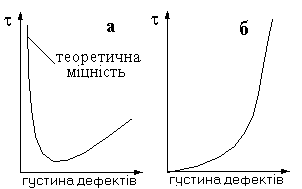 τ
а
теоретична
міцність
густина дефектів
τ
б
густина дефектів